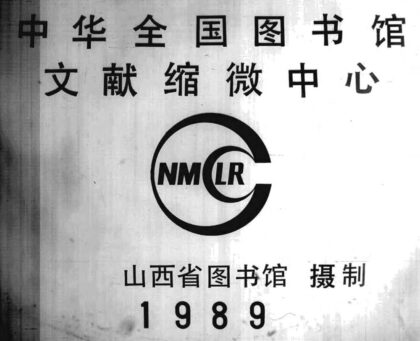 中华全国图书馆
文献缩微中心
NMCLR
山西省图书馆 摄制
1989